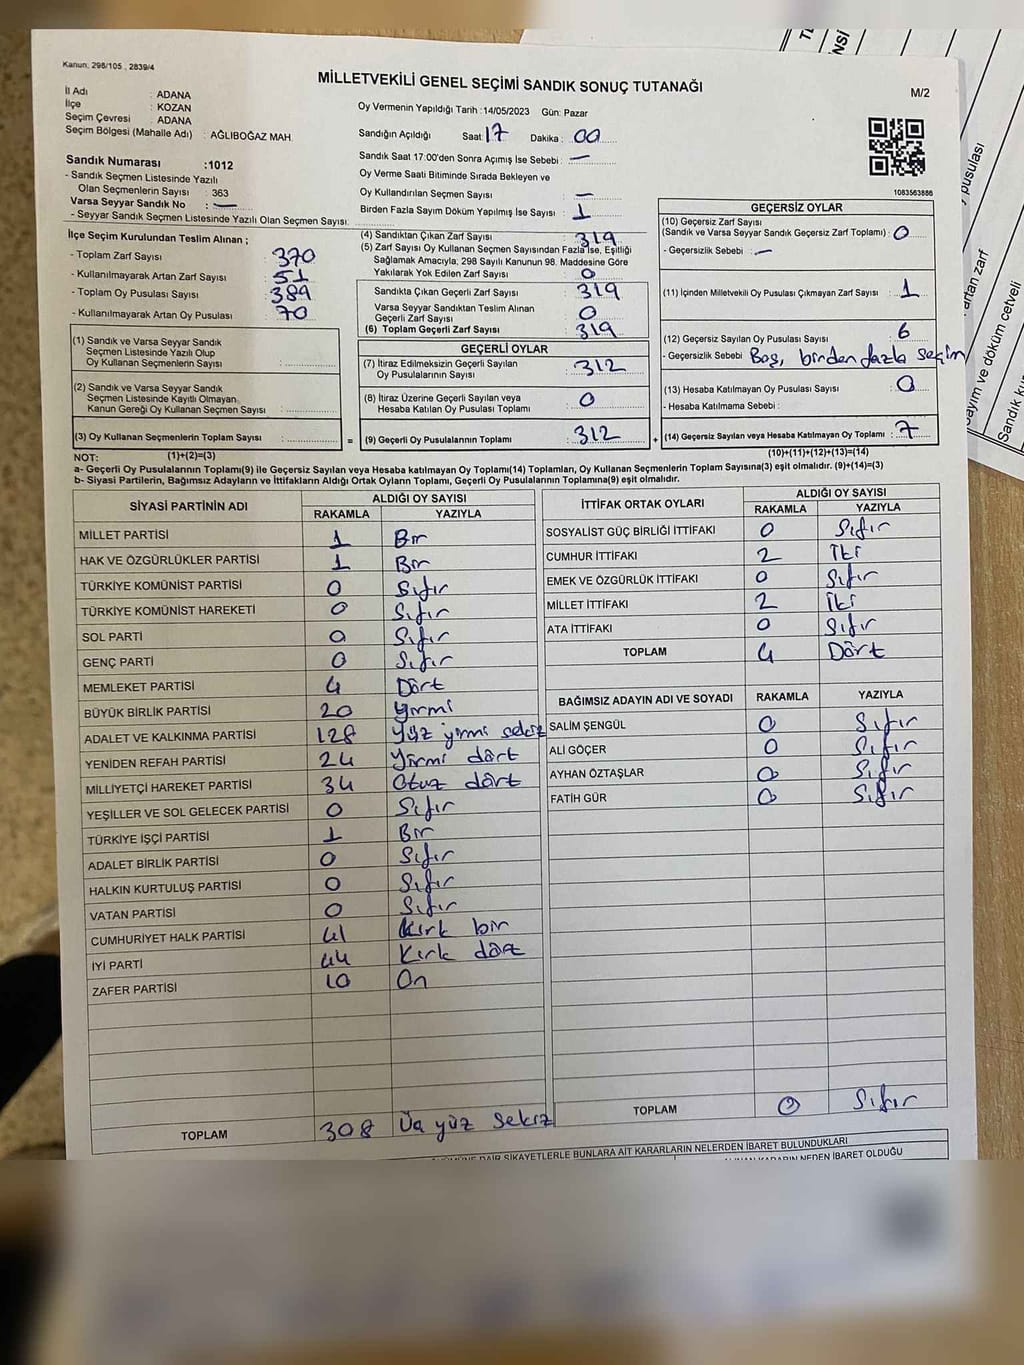 Kanun: 298/105 , 2839/4
MİLLETVEKİLİ GENEL SEÇİMİ SANDIK SONUÇ TUTANAĞI
M/2
İl Adı : ADANA
İlçe : KOZAN
Seçim Çevresi : ADANA
Seçim Bölgesi (Mahalle Adı) : AĞLIBOĞAZ MAH.
Oy Vermenin Yapıldığı Tarih :14/05/2023 Gün: Pazar
Sandığın Açıldığı Saat: 17 Dakika : 00
Sandık Saat 17:00'den Sonra Açımış İse Sebebi : —
Oy Verme Saati Bitiminde Sırada Bekleyen ve
Oy Kullandırılan Seçmen Sayısı : —
Birden Fazla Sayım Döküm Yapılmış İse Sayısı : 1
1083563886
Sandık Numarası :1012
- Sandık Seçmen Listesinde Yazılı
Olan Seçmenlerin Sayısı : 363
Varsa Seyyar Sandık No : —
- Seyyar Sandık Seçmen Listesinde Yazılı Olan Seçmen Sayısı:
İlçe Seçim Kurulundan Teslim Alınan ;
- Toplam Zarf Sayısı : 370
- Kullanılmayarak Artan Zarf Sayısı : 51
- Toplam Oy Pusulası Sayısı : 389
- Kullanılmayarak Artan Oy Pusulası : 70
(1) Sandık ve Varsa Seyyar Sandık
Seçmen Listesinde Yazılı Olup
Oy Kullanan Seçmenlerin Sayısı :
(2) Sandık ve Varsa Seyyar Sandık
Seçmen Listesinde Kayıtlı Olmayan
Kanun Gereği Oy Kullanan Seçmen Sayısı :
(3) Oy Kullanan Seçmenlerin Toplam Sayısı :
(4) Sandıktan Çıkan Zarf Sayısı : 319
(5) Zarf Sayısı Oy Kullanan Seçmen Sayısından Fazla İse, Eşitliği
Sağlamak Amacıyla; 298 Sayılı Kanunun 98. Maddesine Göre
Yakılarak Yok Edilen Zarf Sayısı : 0
Sandıkta Çıkan Geçerli Zarf Sayısı : 319
Varsa Seyyar Sandıktan Teslim Alınan
Geçerli Zarf Sayısı : 0
(6) Toplam Geçerli Zarf Sayısı : 319
GEÇERLİ OYLAR
(7) İtiraz Edilmeksizin Geçerli Sayılan
Oy Pusulalarının Sayısı : 312
(8) İtiraz Üzerine Geçerli Sayılan veya
Hesaba Katılan Oy Pusulası Toplamı : 0
= (9) Geçerli Oy Pusulalarının Toplamı : 312 +
GEÇERSİZ OYLAR
(10) Geçersiz Zarf Sayısı
(Sandık ve Varsa Seyyar Sandık Geçersiz Zarf Toplamı) : 0
- Geçersizlik Sebebi : —
(11) İçinden Milletvekili Oy Pusulası Çıkmayan Zarf Sayısı : 1
(12) Geçersiz Sayılan Oy Pusulası Sayısı : 6
- Geçersizlik Sebebi : Boş, birden fazla seçim
(13) Hesaba Katılmayan Oy Pusulası Sayısı : 0
- Hesaba Katılmama Sebebi :
(14) Geçersiz Sayılan veya Hesaba Katılmayan Oy Toplamı : 7
NOT: (1)+(2)=(3) (10)+(11)+(12)+(13)=(14)
a- Geçerli Oy Pusulalarının Toplamı(9) ile Geçersiz Sayılan veya Hesaba katılmayan Oy Toplamı(14) Toplamları, Oy Kullanan Seçmenlerin Toplam Sayısına(3) eşit olmalıdır. (9)+(14)=(3)
b- Siyasi Partilerin, Bağımsız Adayların ve İttifakların Aldığı Ortak Oyların Toplamı, Geçerli Oy Pusulalarının Toplamına(9) eşit olmalıdır.
SİYASİ PARTİNİN ADI ALDIĞI OY SAYISI
RAKAMLA YAZIYLA
MİLLET PARTİSİ 1 Bir
HAK VE ÖZGÜRLÜKLER PARTİSİ 1 Bir
TÜRKİYE KOMÜNİST PARTİSİ 0 Sıfır
TÜRKİYE KOMÜNİST HAREKETİ 0 Sıfır
SOL PARTİ 0 Sıfır
GENÇ PARTİ 0 Sıfır
MEMLEKET PARTİSİ 4 Dört
BÜYÜK BİRLİK PARTİSİ 20 Yirmi
ADALET VE KALKINMA PARTİSİ 128 Yüz yirmi sekiz
YENİDEN REFAH PARTİSİ 24 Yirmi dört
MİLLİYETÇİ HAREKET PARTİSİ 34 Otuz dört
YEŞİLLER VE SOL GELECEK PARTİSİ 0 Sıfır
TÜRKİYE İŞÇİ PARTİSİ 1 Bir
ADALET BİRLİK PARTİSİ 0 Sıfır
HALKIN KURTULUŞ PARTİSİ 0 Sıfır
VATAN PARTİSİ 0 Sıfır
CUMHURİYET HALK PARTİSİ 41 Kırk bir
İYİ PARTİ 44 Kırk dört
ZAFER PARTİSİ 10 On
TOPLAM 308 Üç yüz sekiz
İTTİFAK ORTAK OYLARI ALDIĞI OY SAYISI
RAKAMLA YAZIYLA
SOSYALİST GÜÇ BİRLİĞİ İTTİFAKI 0 Sıfır
CUMHUR İTTİFAKI 2 İki
EMEK VE ÖZGÜRLÜK İTTİFAKI 0 Sıfır
MİLLET İTTİFAKI 2 İki
ATA İTTİFAKI 0 Sıfır
TOPLAM 4 Dört
BAĞIMSIZ ADAYIN ADI VE SOYADI RAKAMLA YAZIYLA
SALİM ŞENGÜL 0 Sıfır
ALİ GÖÇER 0 Sıfır
AYHAN ÖZTAŞLAR 0 Sıfır
FATİH GÜR 0 Sıfır
TOPLAM 0 Sıfır
DAİR ŞİKAYETLERLE BUNLARA AİT KARARLARIN NELERDEN İBARET BULUNDUKLARI
KARARIN NEDEN İBARET OLDUĞU
pusulası
artan zarf
sayım ve döküm cetveli
Sandık